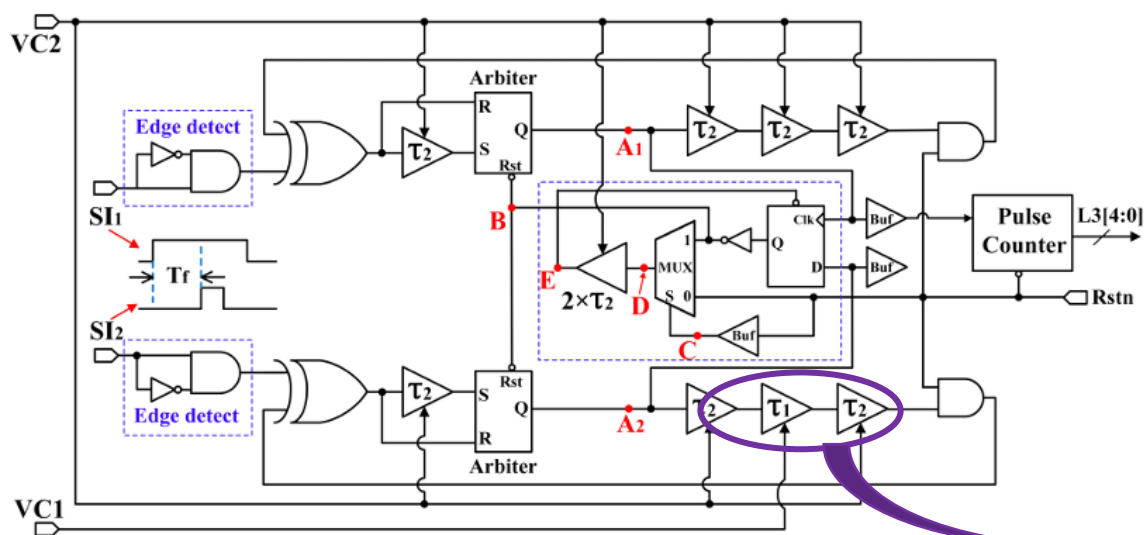 VC2
Arbiter
Edge detect
R
τ2
S
Q
Rst
A1
τ2
τ2
τ2
SI1
B
Clk
Buf
Pulse
Counter
L3[4:0]
1
Q
Tf
E
MUX
D
Buf
D
S
0
2×τ2
Rstn
SI2
C
Buf
Rst
τ2
S
Q
A2
τ2
τ1
τ2
Edge detect
R
Arbiter
VC1